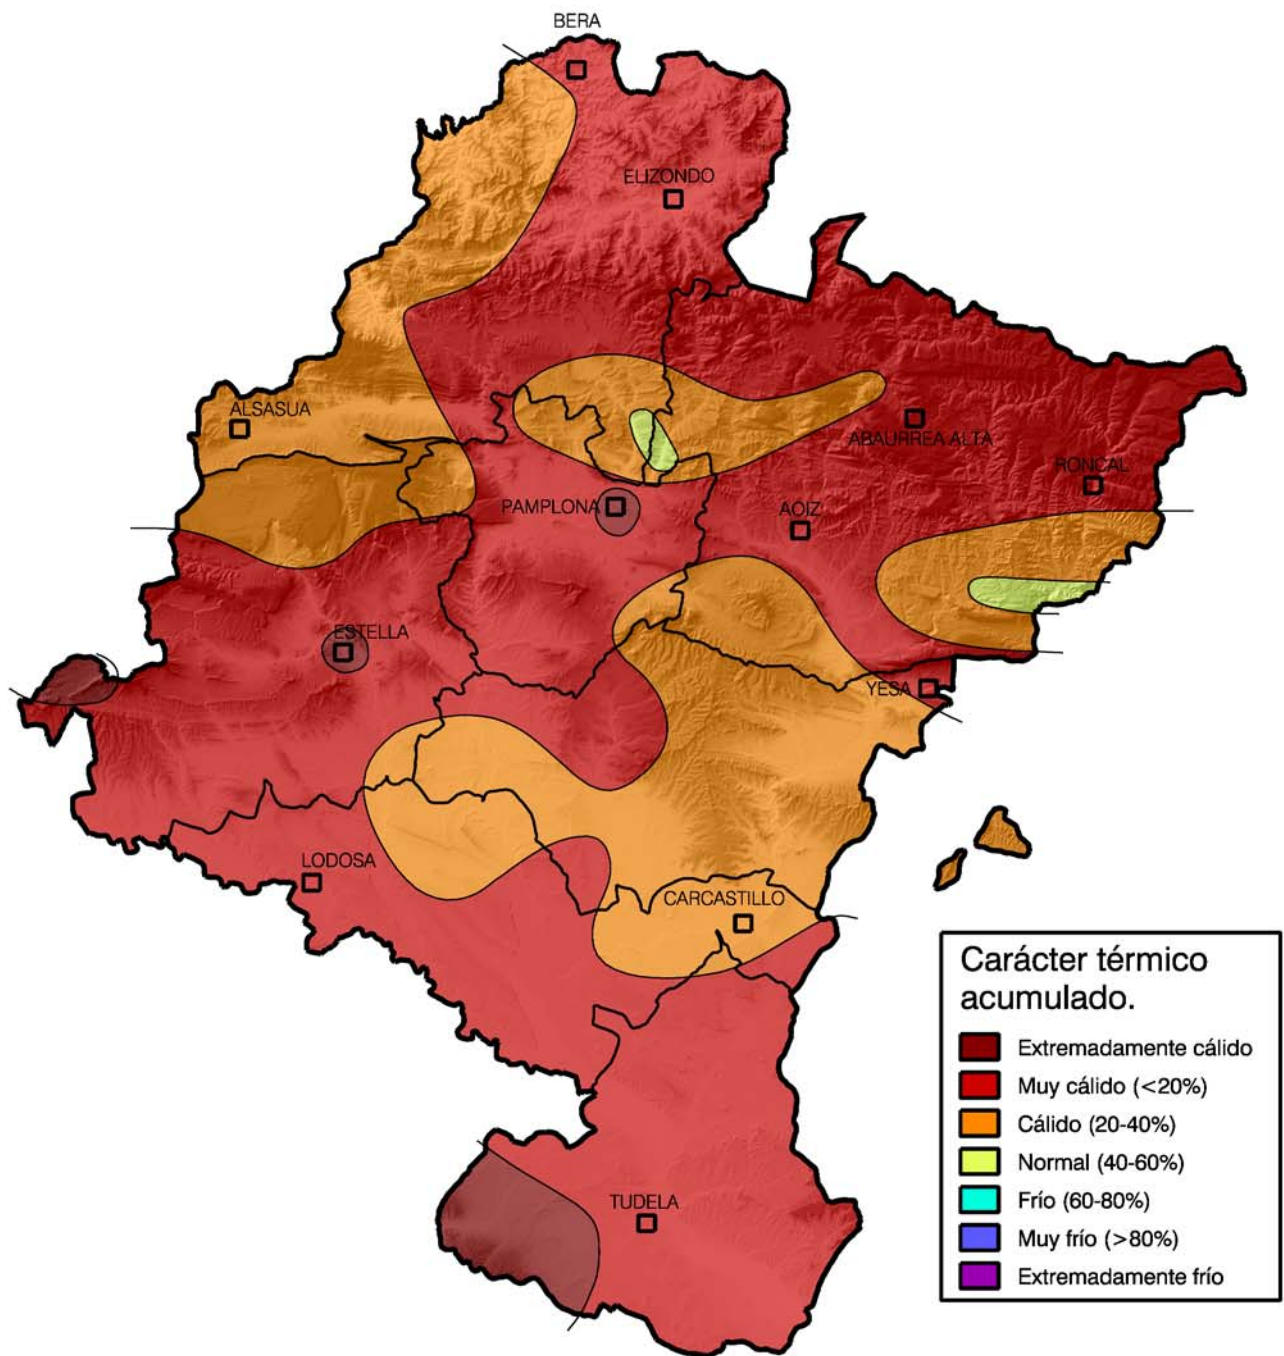 BERA
ELIZONDO
ALSASUA
ABAURREA ALTA
RONCAL
PAMPLONA
AOIZ
ESTELLA
YESA
LODOSA
CARCASTILLO
TUDELA
Carácter térmico
acumulado.
Extremadamente cálido
Muy cálido (<20%)
Cálido (20-40%)
Normal (40-60%)
Frío (60-80%)
Muy frío (>80%)
Extremadamente frío